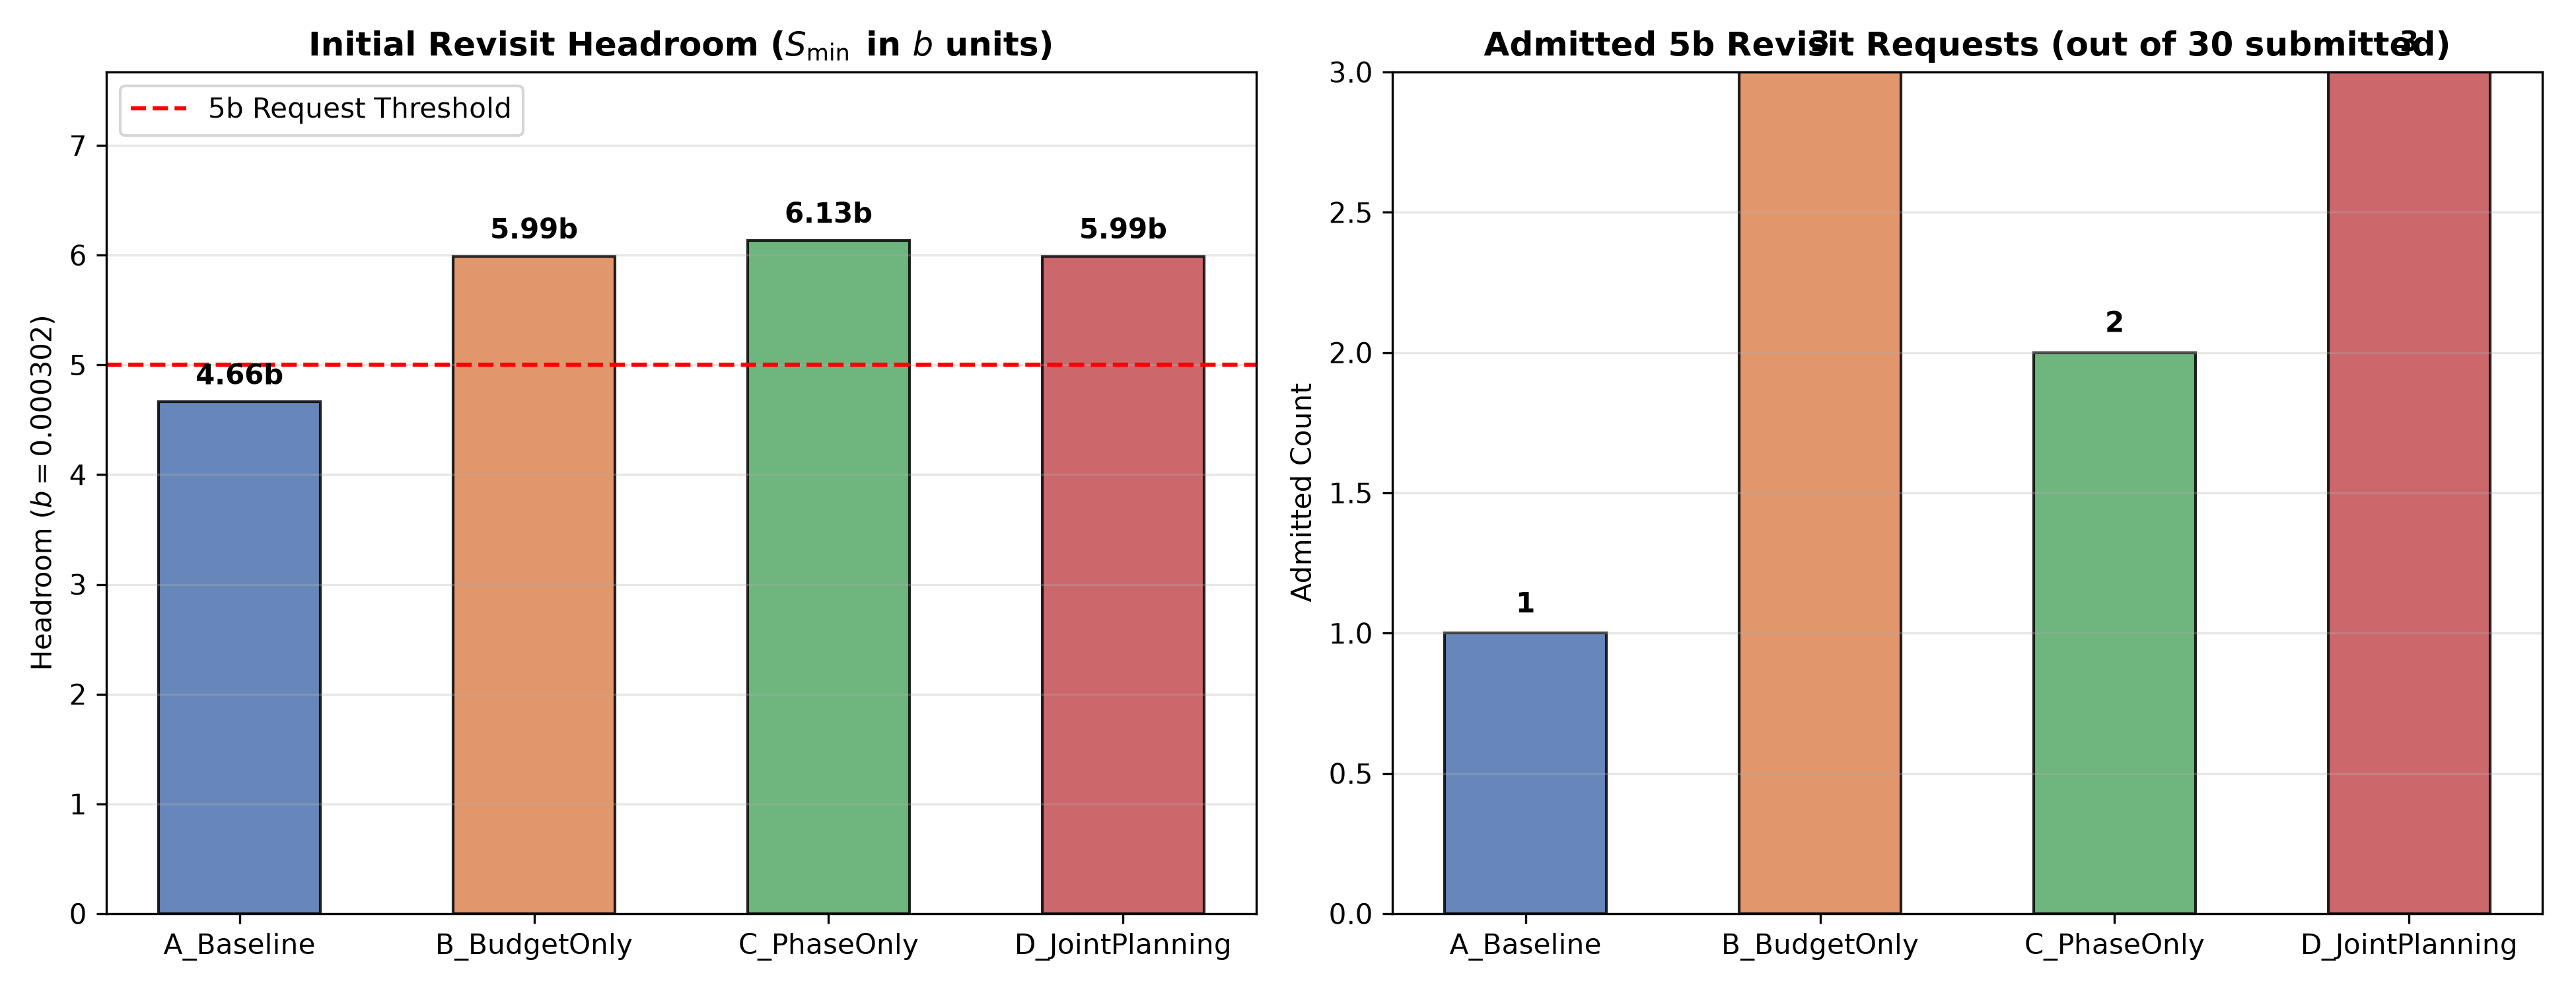 Initial Revisit Headroom (S_min in b units)
5b Request Threshold
Headroom (b = 0.000302)
7
6
5
4
3
2
1
0
4.66b
5.99b
6.13b
5.99b
A_Baseline
B_BudgetOnly
C_PhaseOnly
D_JointPlanning
Admitted 5b Revisit Requests (out of 30 submitted)
3
3
Admitted Count
3.0
2.5
2.0
1.5
1.0
0.5
0.0
1
2
A_Baseline
B_BudgetOnly
C_PhaseOnly
D_JointPlanning